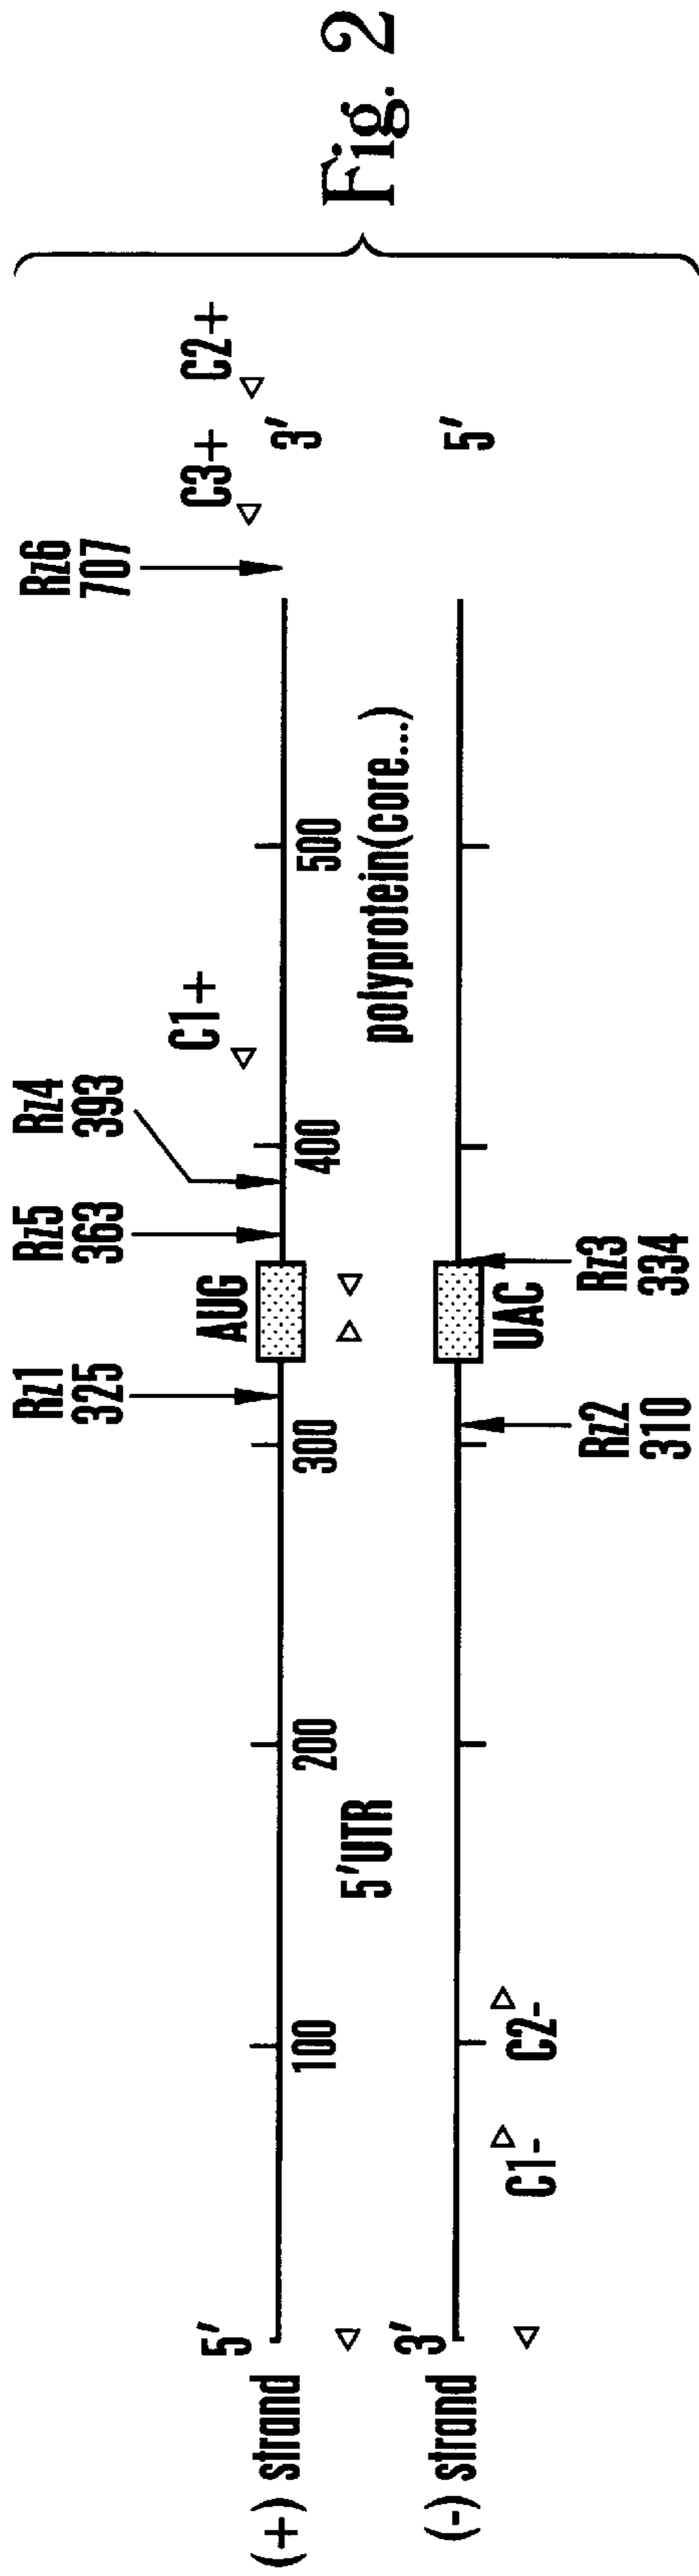 Rz1
325
Rz5
363
Rz4
393
Rz6
707
C1+
C3+
C2+
AUG
(+) strand
5′
3′
100
200
300
400
500
5′UTR
polyprotein(core...)
(-) strand
3′
5′
UAC
C1-
C2-
Rz2
310
Rz3
334
Fig. 2